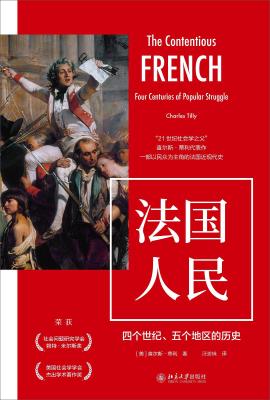 The Contentious
FRENCH
Four Centuries of Popular Struggle
Charles Tilly
“21世纪社会学之父”
查尔斯·蒂利代表作
一部以民众为主角的法国近现代史
法国
人民
四个世纪、五个地区的历史
[美]查尔斯·蒂利 著
汪珍珠 译
荣获
社会问题研究学会
赖特·米尔斯奖
美国社会学学会
杰出学术著作奖
北京大学出版社